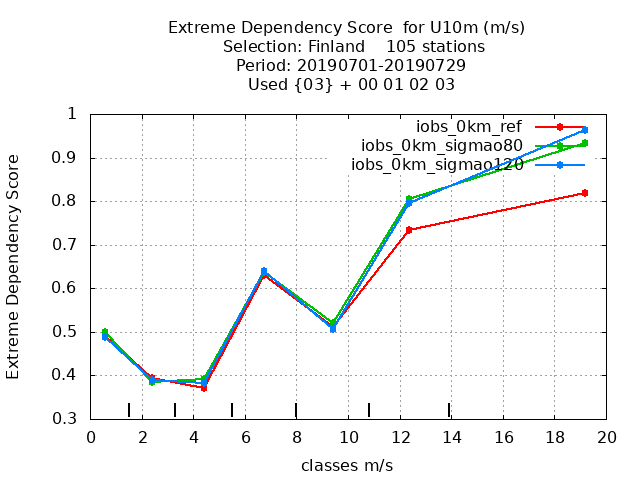 Extreme Dependency Score  for U10m (m/s)
Selection: Finland    105 stations
Period: 20190701-20190729
Used {03} + 00 01 02 03
iobs_0km_ref
iobs_0km_sigmao80
iobs_0km_sigmao120
Extreme Dependency Score
1
0.9
0.8
0.7
0.6
0.5
0.4
0.3
0 2 4 6 8 10 12 14 16 18 20
classes m/s